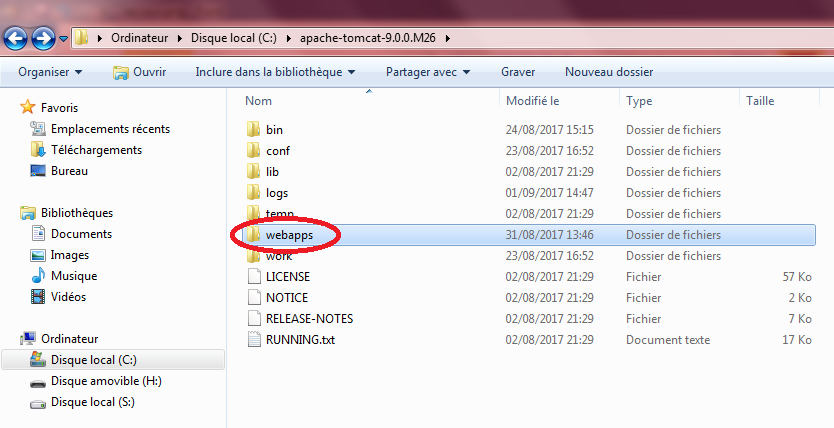 Ordinateur Disque local (C:) apache-tomcat-9.0.0.M26
Organiser Ouvrir Inclure dans la bibliothèque Partager avec Graver Nouveau dossier
Favoris
Emplacements récents
Téléchargements
Bureau
Bibliothèques
Documents
Images
Musique
Vidéos
Ordinateur
Disque local (C:)
Disque amovible (H:)
Disque local (S:)
Nom Modifié le Type Taille
bin 24/08/2017 15:15 Dossier de fichiers
conf 23/08/2017 16:52 Dossier de fichiers
lib 02/08/2017 21:29 Dossier de fichiers
logs 01/09/2017 14:47 Dossier de fichiers
temp 02/08/2017 21:29 Dossier de fichiers
webapps 31/08/2017 13:46 Dossier de fichiers
work 23/08/2017 16:52 Dossier de fichiers
LICENSE 02/08/2017 21:29 Fichier 57 Ko
NOTICE 02/08/2017 21:29 Fichier 2 Ko
RELEASE-NOTES 02/08/2017 21:29 Fichier 7 Ko
RUNNING.txt 02/08/2017 21:29 Document texte 17 Ko